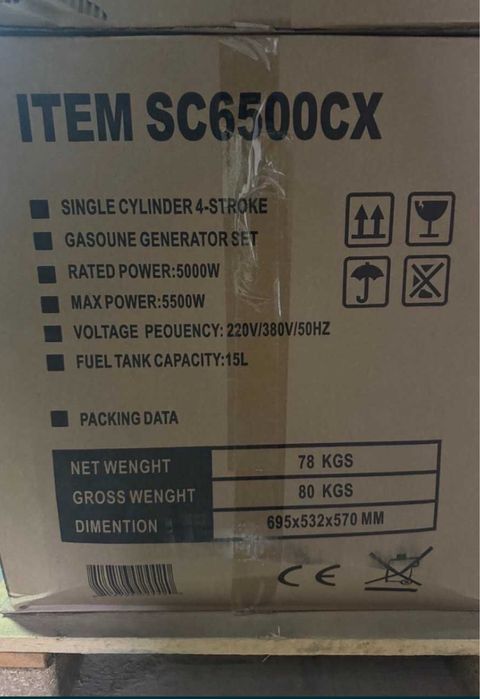 ITEM SC6500CX
SINGLE CYLINDER 4-STROKE
GASOUNE GENERATOR SET
RATED POWER:5000W
MAX POWER:5500W
VOLTAGE PEOUENCY: 220V/380V/50HZ
FUEL TANK CAPACITY:15L
PACKING DATA
NET WENGHT 78 KGS
GROSS WENGHT 80 KGS
DIMENTION 695x532x570 MM
CE